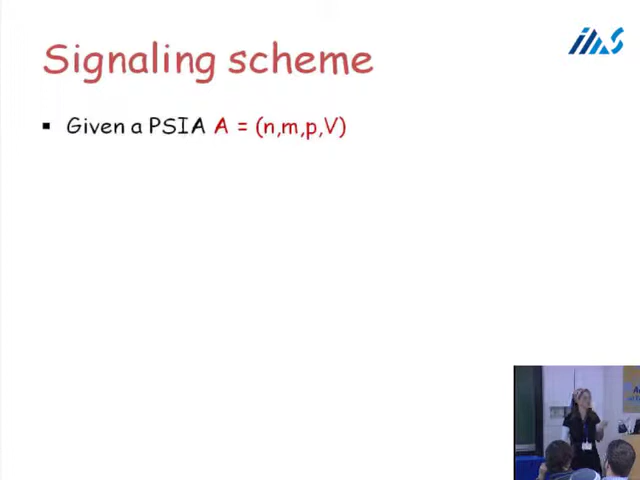 Signaling scheme
▪ Given a PSIA A = (n,m,p,V)